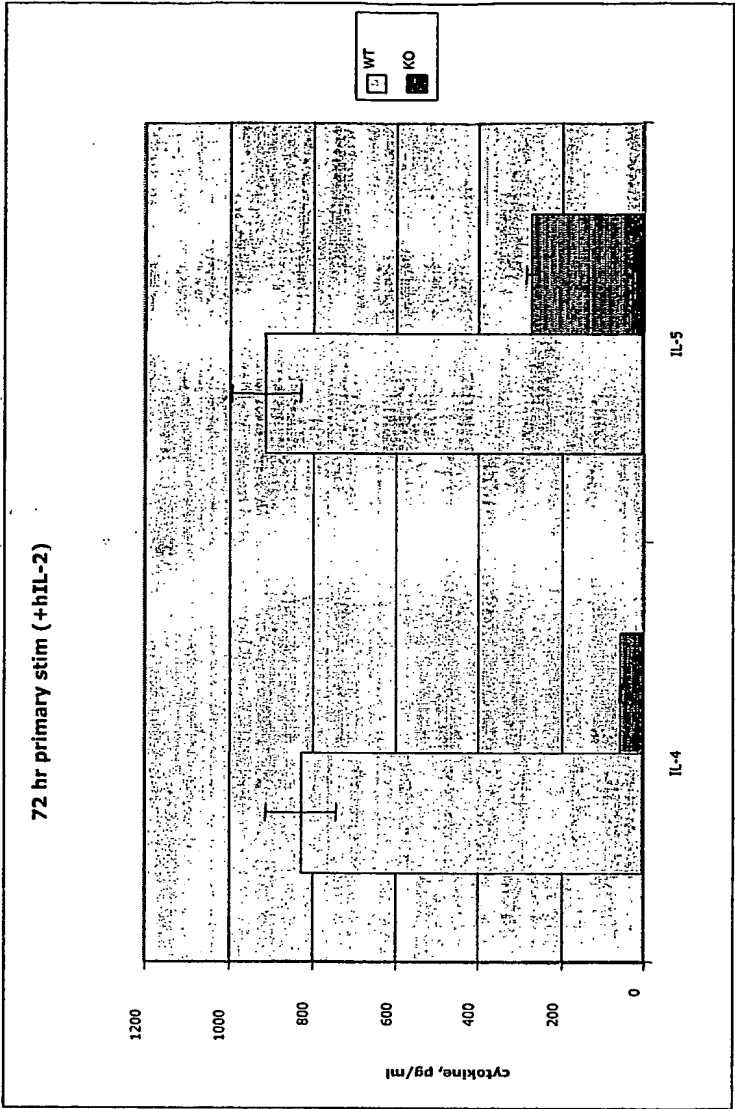 72 hr primary stim (+hIL-2)
cytokine, pg/ml
1200
1000
800
600
400
200
0
IL-4
IL-5
WT
KO